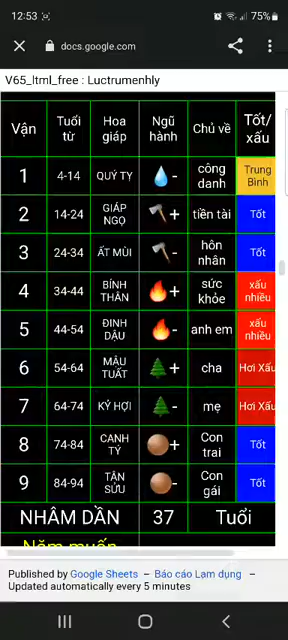 12:53
75%
docs.google.com
V65_ltml_free : Luctrumenhly
Vận Tuổi từ Hoa giáp Ngũ hành Chủ về Tốt/ xấu
1 4-14 QUÝ TỴ - công danh Trung Bình
2 14-24 GIÁP NGỌ + tiền tài Tốt
3 24-34 ẤT MÙI - hôn nhân Tốt
4 34-44 BÍNH THÂN + sức khỏe xấu nhiều
5 44-54 ĐINH DẬU - anh em xấu nhiều
6 54-64 MẬU TUẤT + cha Hơi Xấu
7 64-74 KỶ HỢI - mẹ Hơi Xấu
8 74-84 CANH TÝ + Con trai Tốt
9 84-94 TÂN SỬU - Con gái Tốt
NHÂM DẦN 37 Tuổi
Năm muốn
Published by Google Sheets – Báo cáo Lạm dụng –
Updated automatically every 5 minutes